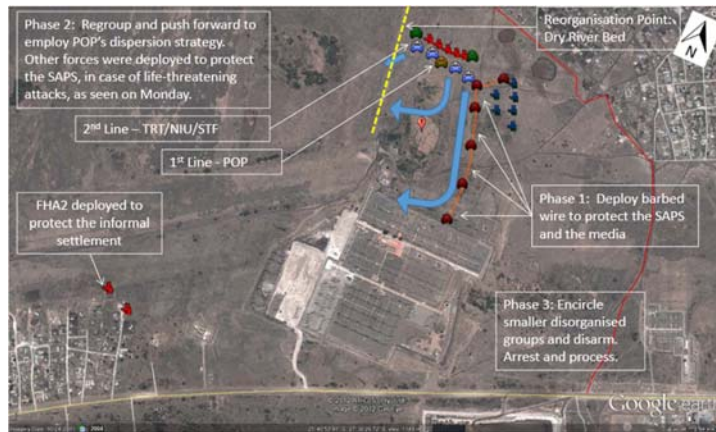 Phase 2: Regroup and push forward to
employ POP's dispersion strategy.
Other forces were deployed to protect
the SAPS, in case of life-threatening
attacks, as seen on Monday.
Reorganisation Point:
Dry River Bed
N
2nd Line – TRT/NIU/STF
1st Line - POP
FHA2 deployed to
protect the informal
settlement
Phase 1: Deploy barbed
wire to protect the SAPS
and the media
Phase 3: Encircle
smaller disorganised
groups and disarm.
Arrest and process.
Google earth